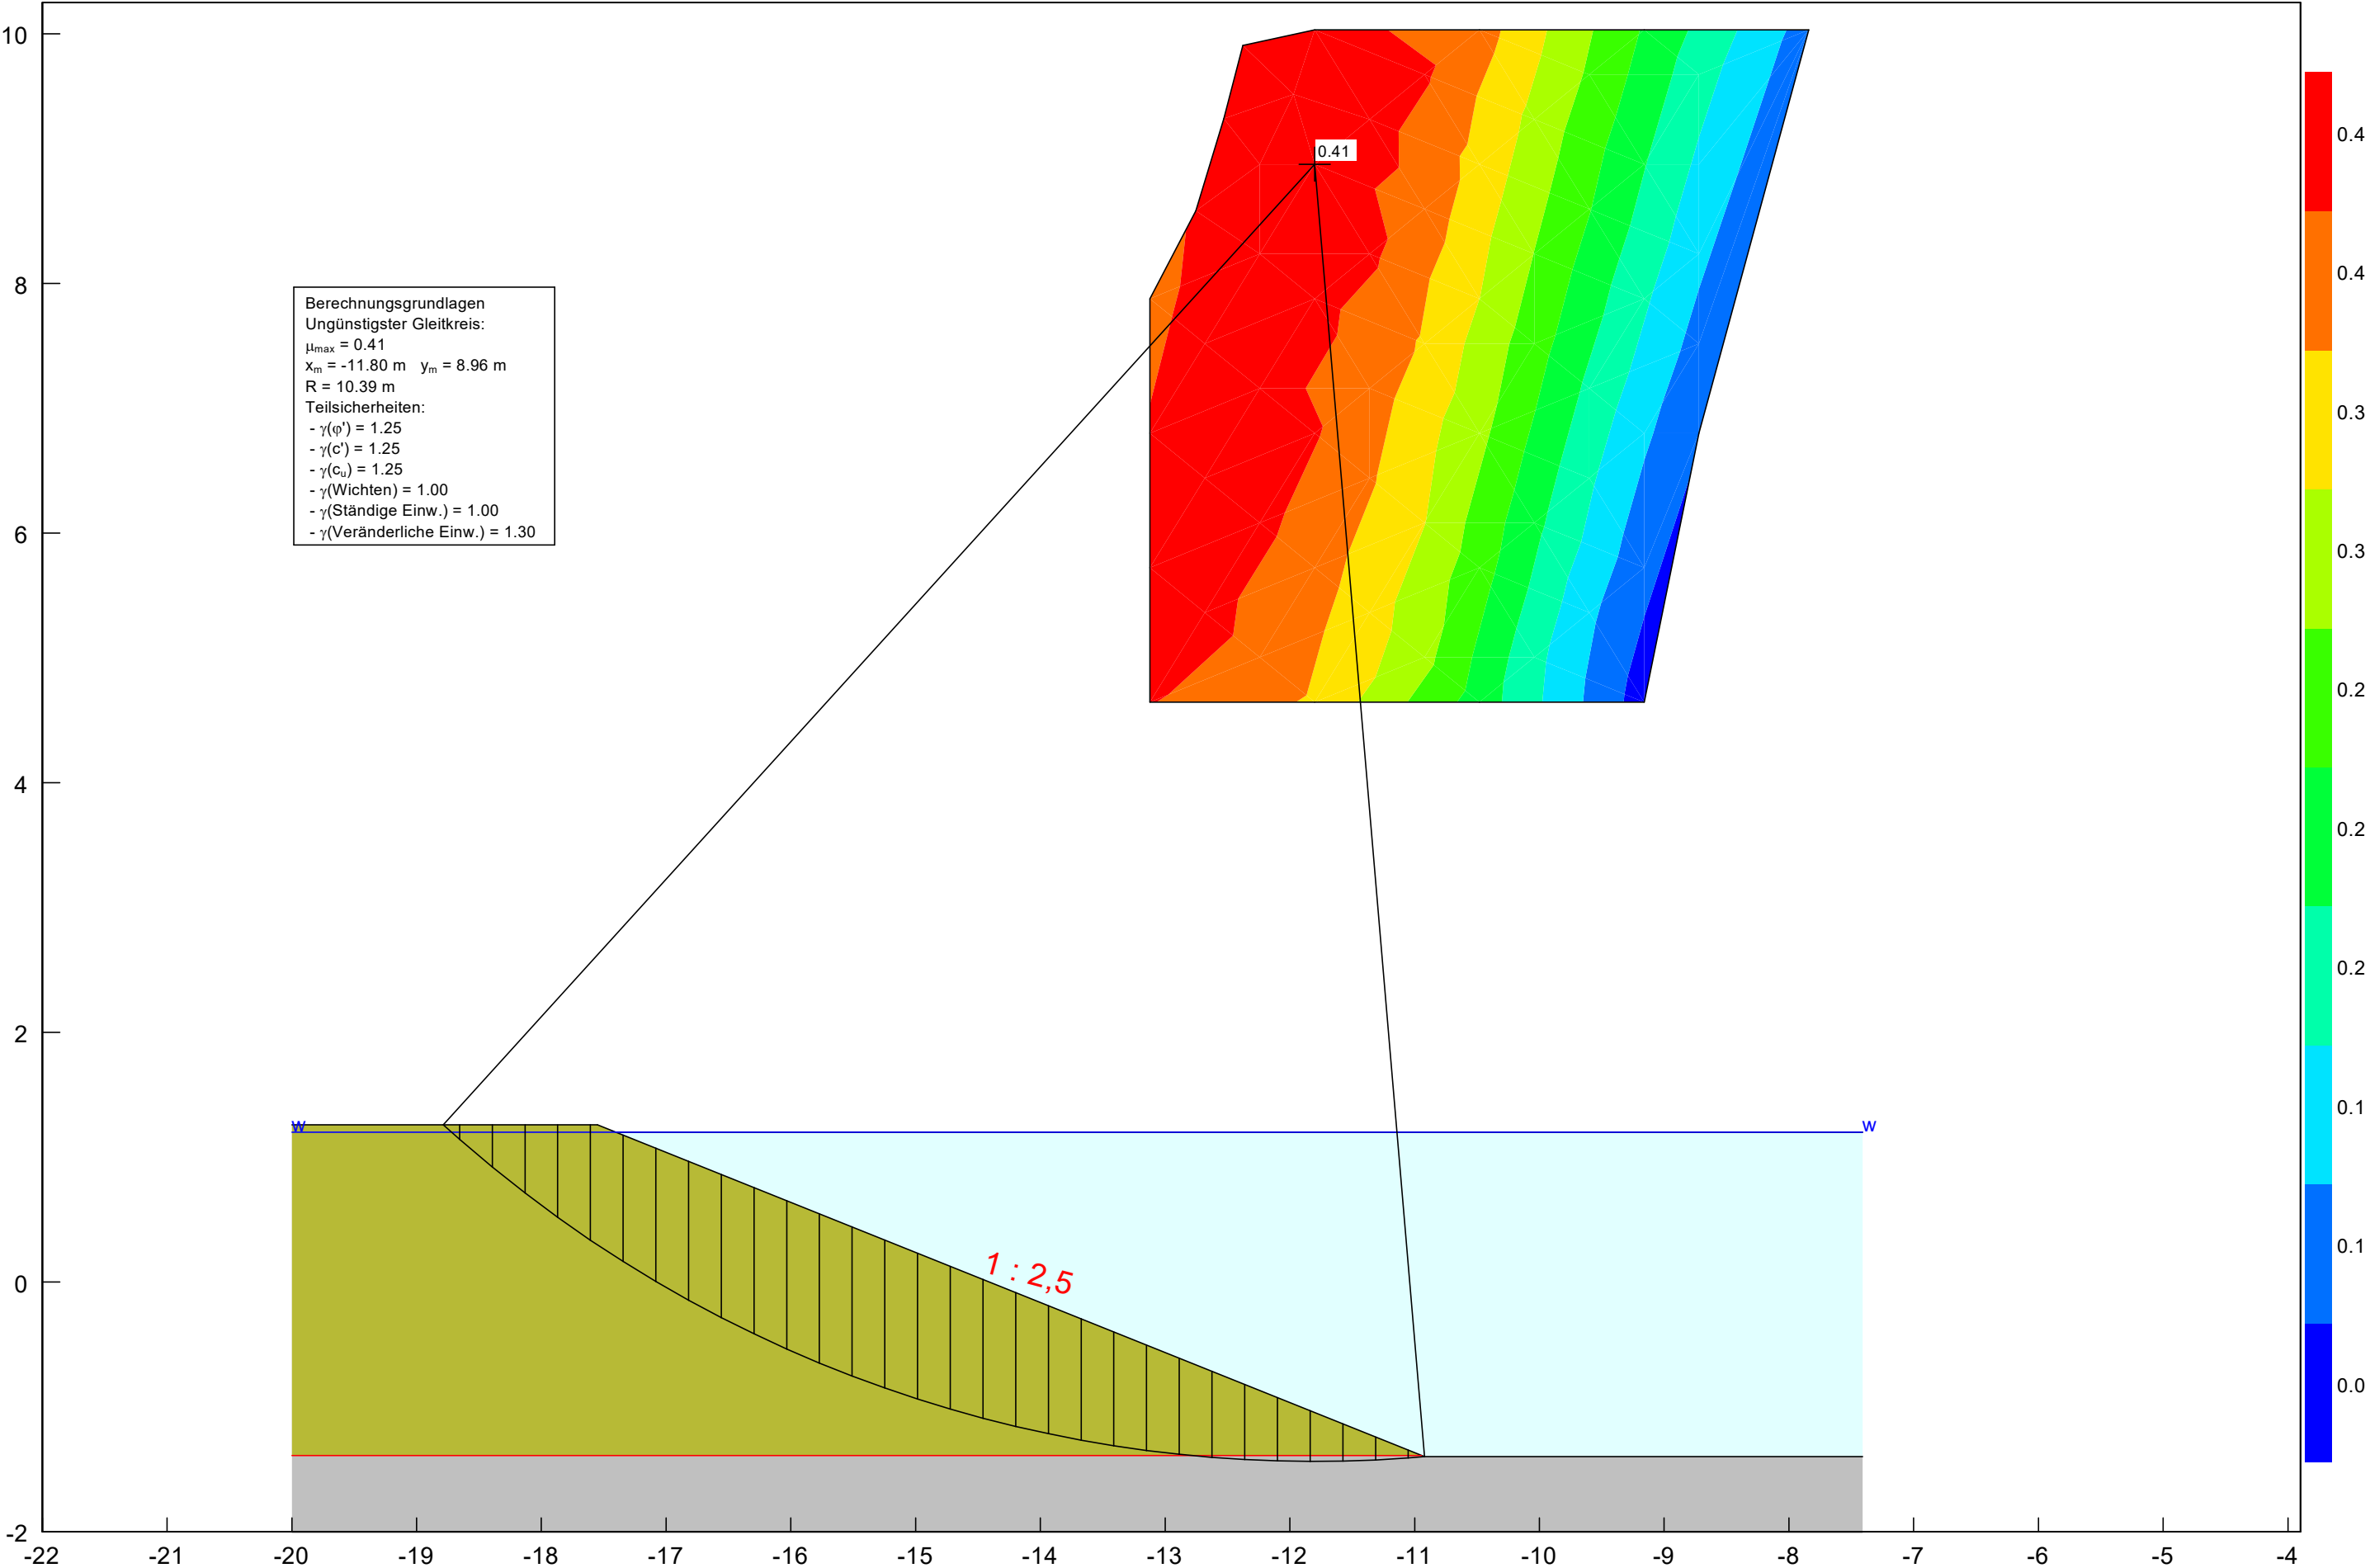 10
8
6
4
2
0
-2
-22 -21 -20 -19 -18 -17 -16 -15 -14 -13 -12 -11 -10 -9 -8 -7 -6 -5 -4
Berechnungsgrundlagen
Ungünstigster Gleitkreis:
μmax = 0.41
xm = -11.80 m ym = 8.96 m
R = 10.39 m
Teilsicherheiten:
- γ(φ') = 1.25
- γ(c') = 1.25
- γ(cu) = 1.25
- γ(Wichten) = 1.00
- γ(Ständige Einw.) = 1.00
- γ(Veränderliche Einw.) = 1.30
0.41
w
w
1 : 2,5
0.4
0.4
0.3
0.3
0.2
0.2
0.2
0.1
0.1
0.0